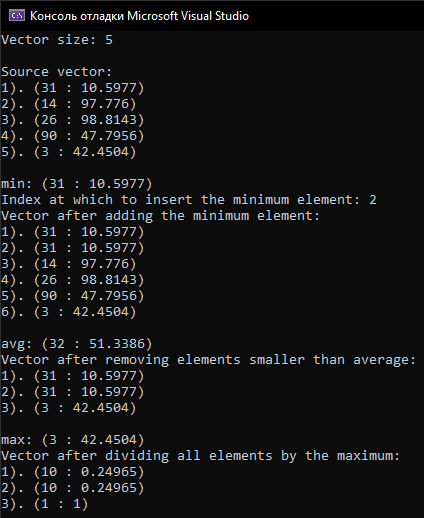 Консоль отладки Microsoft Visual Studio
Vector size: 5
Source vector:
1). (31 : 10.5977)
2). (14 : 97.776)
3). (26 : 98.8143)
4). (90 : 47.7956)
5). (3 : 42.4504)
min: (31 : 10.5977)
Index at which to insert the minimum element: 2
Vector after adding the minimum element:
1). (31 : 10.5977)
2). (31 : 10.5977)
3). (14 : 97.776)
4). (26 : 98.8143)
5). (90 : 47.7956)
6). (3 : 42.4504)
avg: (32 : 51.3386)
Vector after removing elements smaller than average:
1). (31 : 10.5977)
2). (31 : 10.5977)
3). (3 : 42.4504)
max: (3 : 42.4504)
Vector after dividing all elements by the maximum:
1). (10 : 0.24965)
2). (10 : 0.24965)
3). (1 : 1)